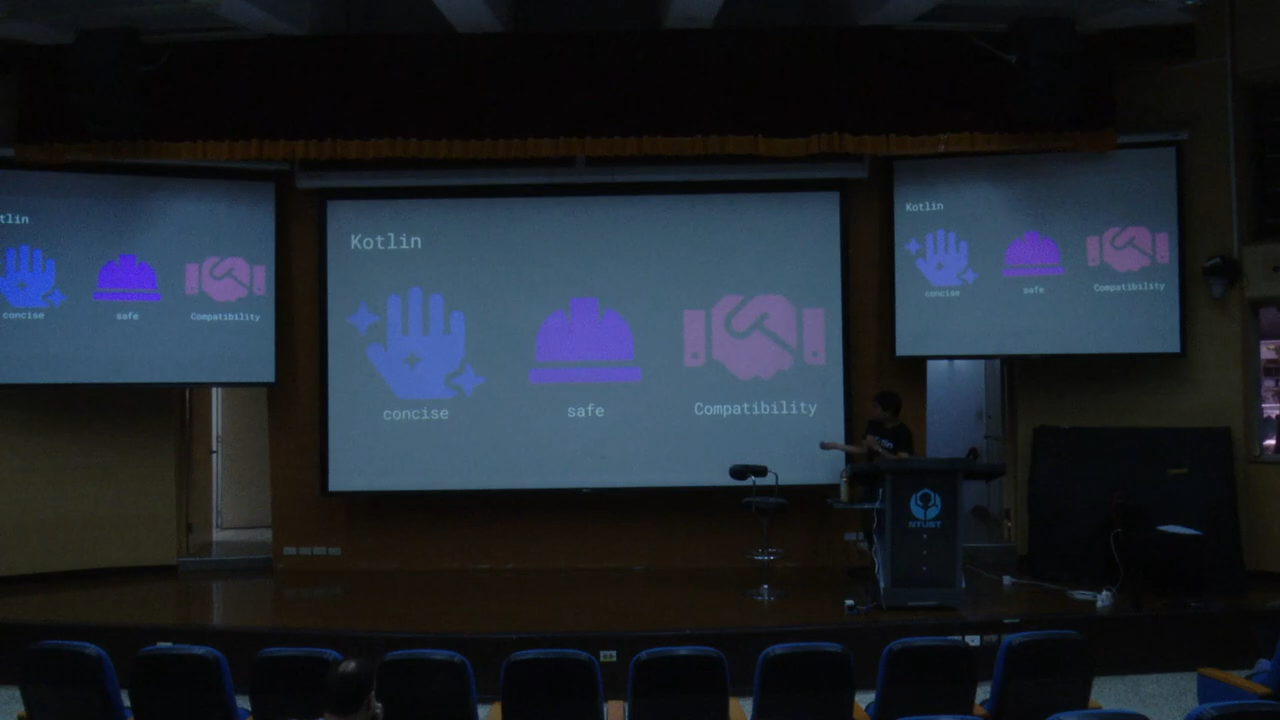 tlin
concise
safe
Compatibility
Kotlin
concise
safe
Compatibility
Kotlin
concise
safe
Compatibility
NTUST